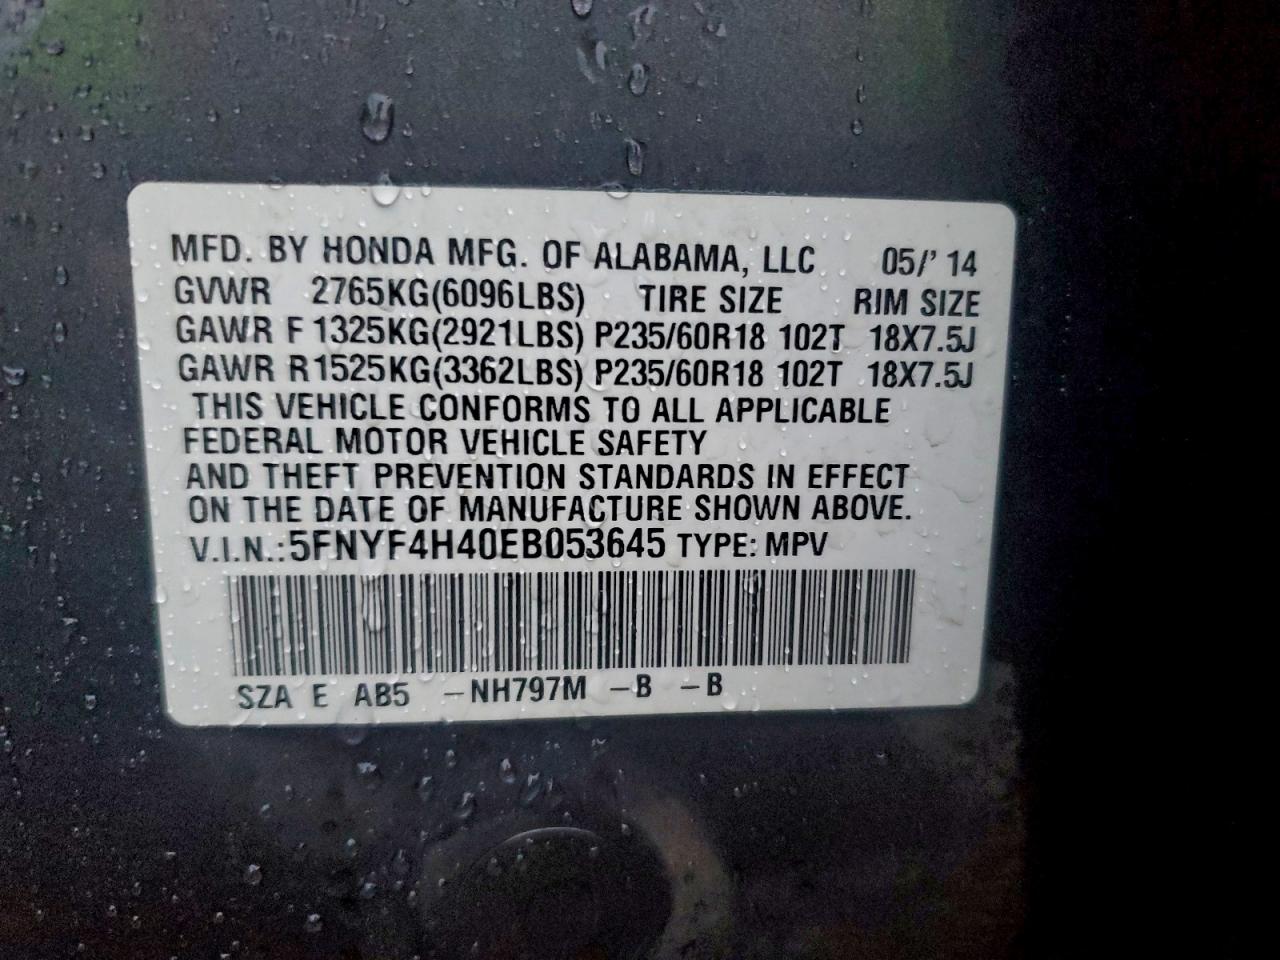 MFD. BY HONDA MFG. OF ALABAMA, LLC 05/'14
GVWR 2765KG(6096LBS) TIRE SIZE RIM SIZE
GAWR F 1325KG(2921LBS) P235/60R18 102T 18X7.5J
GAWR R1525KG(3362LBS) P235/60R18 102T 18X7.5J
THIS VEHICLE CONFORMS TO ALL APPLICABLE
FEDERAL MOTOR VEHICLE SAFETY
AND THEFT PREVENTION STANDARDS IN EFFECT
ON THE DATE OF MANUFACTURE SHOWN ABOVE.
V.I.N.:5FNYF4H40EB053645 TYPE: MPV
SZA E AB5 -NH797M -B -B